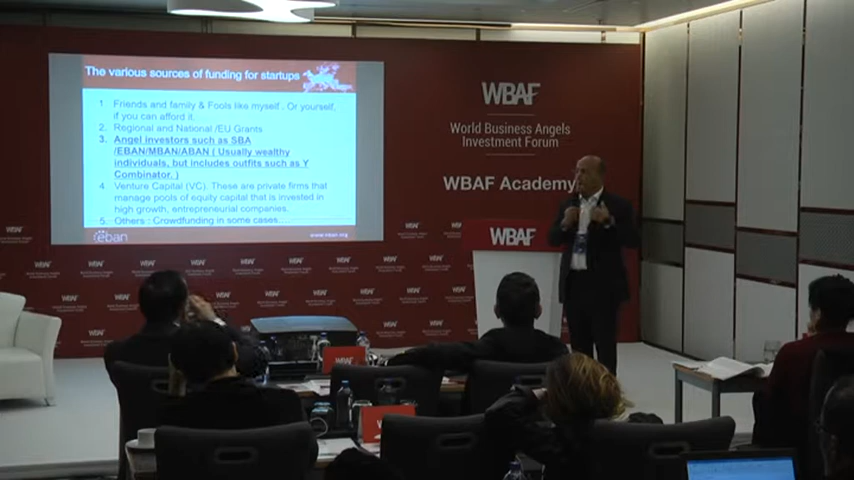 The various sources of funding for startups
1. Friends and family & Fools like myself . Or yourself,
if you can afford it.
2. Regional and National /EU Grants
3. Angel investors such as SBA
/EBAN/MBAN/ABAN ( Usually wealthy
individuals, but includes outfits such as Y
Combinator. )
4. Venture Capital (VC). These are private firms that
manage pools of equity capital that is invested in
high growth, entrepreneurial companies.
5. Others : Crowdfunding in some cases....
eban
www.eban.org
WBAF
World Business Angels
Investment Forum
WBAF Academy
WBAF
WBAF
WBAF